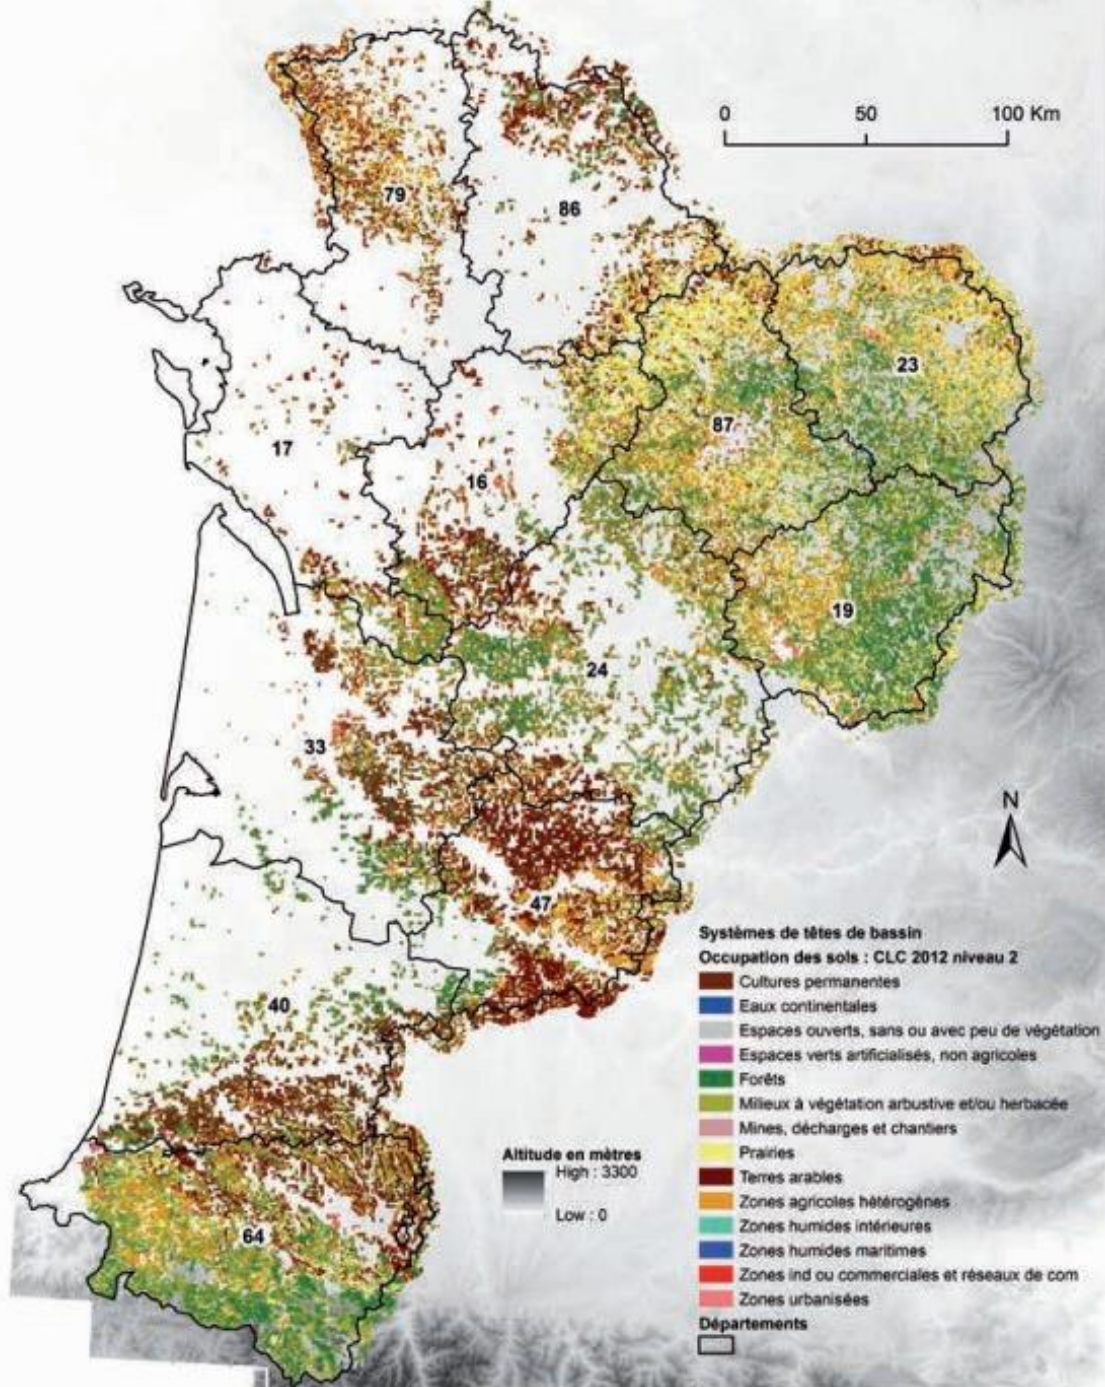 0 50 100 Km
79
86
23
87
17
16
19
24
33
N
47
40
64
Systèmes de têtes de bassin
Occupation des sols : CLC 2012 niveau 2
Cultures permanentes
Eaux continentales
Espaces ouverts, sans ou avec peu de végétation
Espaces verts artificialisés, non agricoles
Forêts
Milieux à végétation arbustive et/ou herbacée
Mines, décharges et chantiers
Prairies
Terres arables
Zones agricoles hétérogènes
Zones humides intérieures
Zones humides maritimes
Zones ind ou commerciales et réseaux de com
Zones urbanisées
Départements
Altitude en mètres
High : 3300
Low : 0